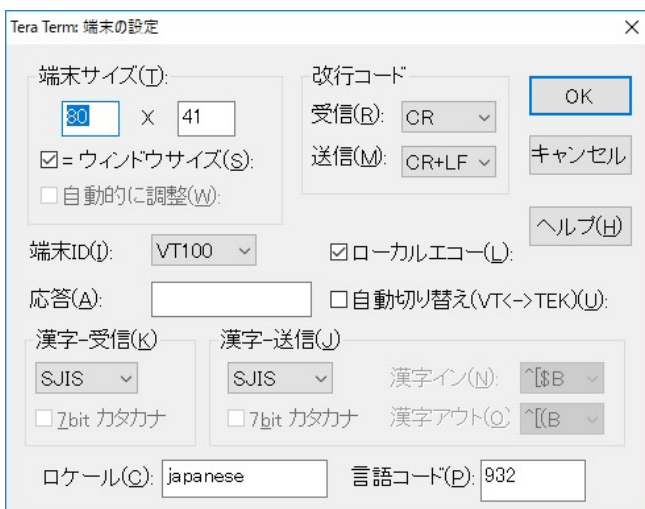 Tera Term: 端末の設定
端末サイズ(T):
80 X 41
☑= ウィンドウサイズ(S):
☐自動的に調整(W):
改行コード
受信(R): CR
送信(M): CR+LF
OK
キャンセル
ヘルプ(H)
端末ID(I): VT100
☑ローカルエコー(L):
応答(A):
☐自動切り替え(VT<->TEK)(U):
漢字-受信(K)
SJIS
☐7bit カタカナ
漢字-送信(J)
SJIS
☐7bit カタカナ
漢字イン(N): ^[$B
漢字アウト(O) ^[(B
ロケール(C): japanese
言語コード(P): 932